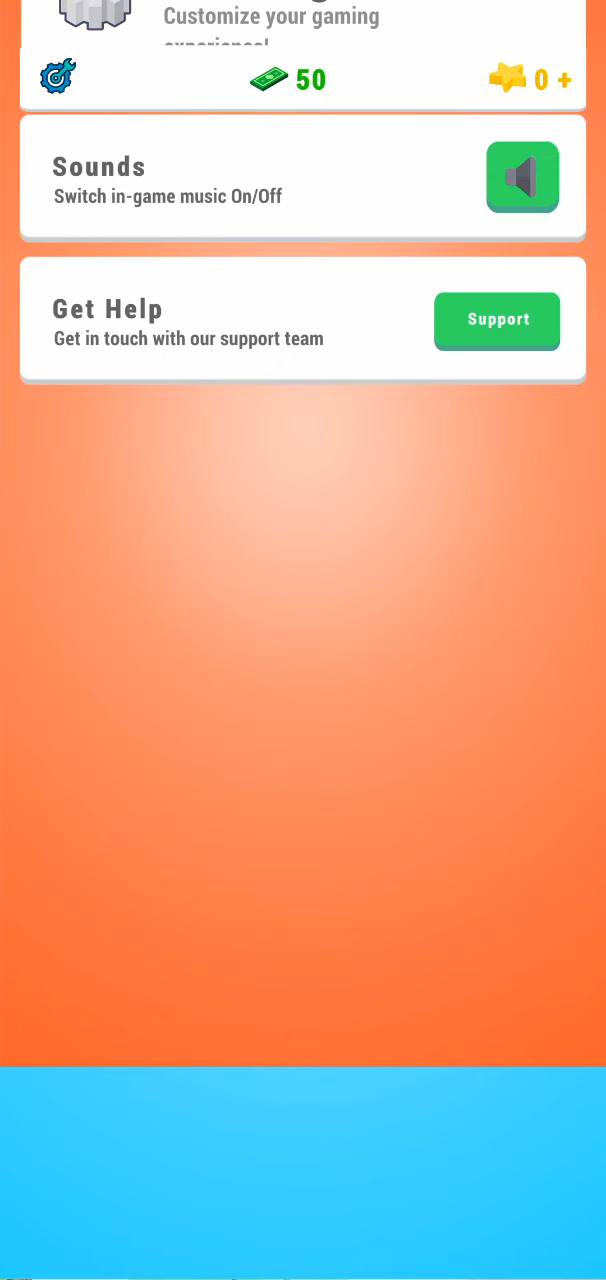 Customize your gaming
experience!
50
0 +
Sounds
Switch in-game music On/Off
Get Help
Get in touch with our support team
Support